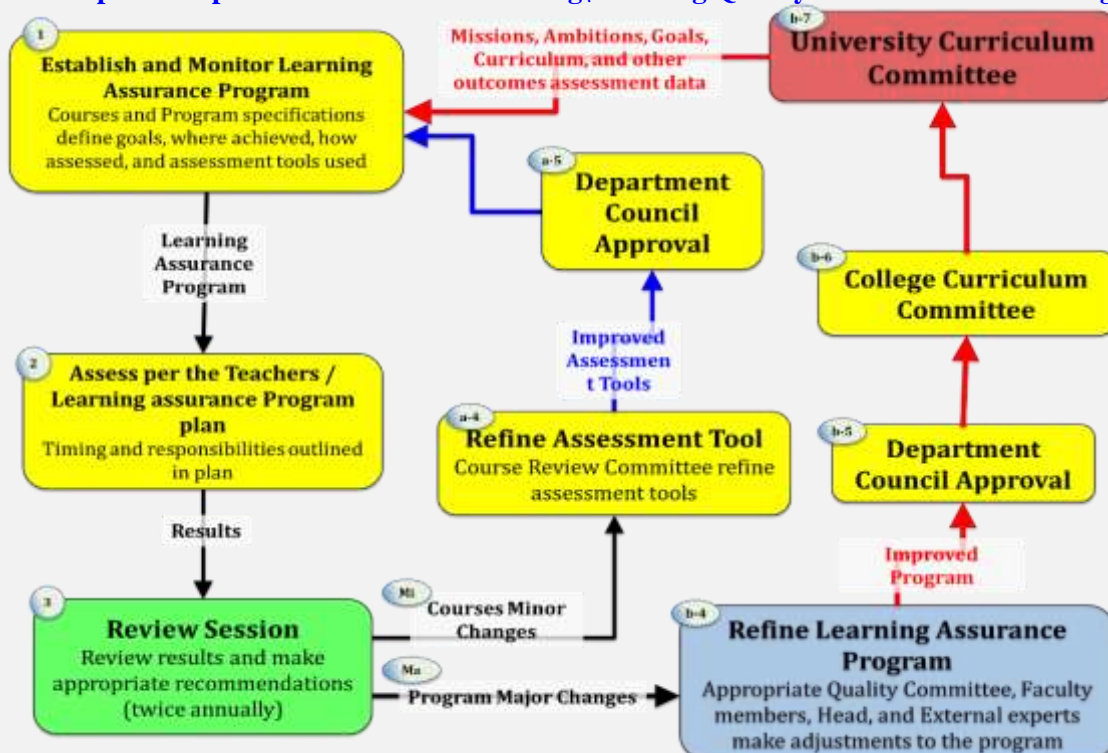 1
Establish and Monitor Learning
Assurance Program
Courses and Program specifications
define goals, where achieved, how
assessed, and assessment tools used
Missions, Ambitions, Goals,
Curriculum, and other
outcomes assessment data
b-7
University Curriculum
Committee
a-5
Department
Council
Approval
Learning
Assurance
Program
b-6
College Curriculum
Committee
2
Assess per the Teachers /
Learning assurance Program
plan
Timing and responsibilities outlined
in plan
Improved
Assessmen
t Tools
a-4
Refine Assessment Tool
Course Review Committee refine
assessment tools
b-5
Department
Council Approval
Results
Improved
Program
3
Review Session
Review results and make
appropriate recommendations
(twice annually)
Mi
Courses Minor
Changes
Ma
Program Major Changes
b-4
Refine Learning Assurance
Program
Appropriate Quality Committee, Faculty
members, Head, and External experts
make adjustments to the program